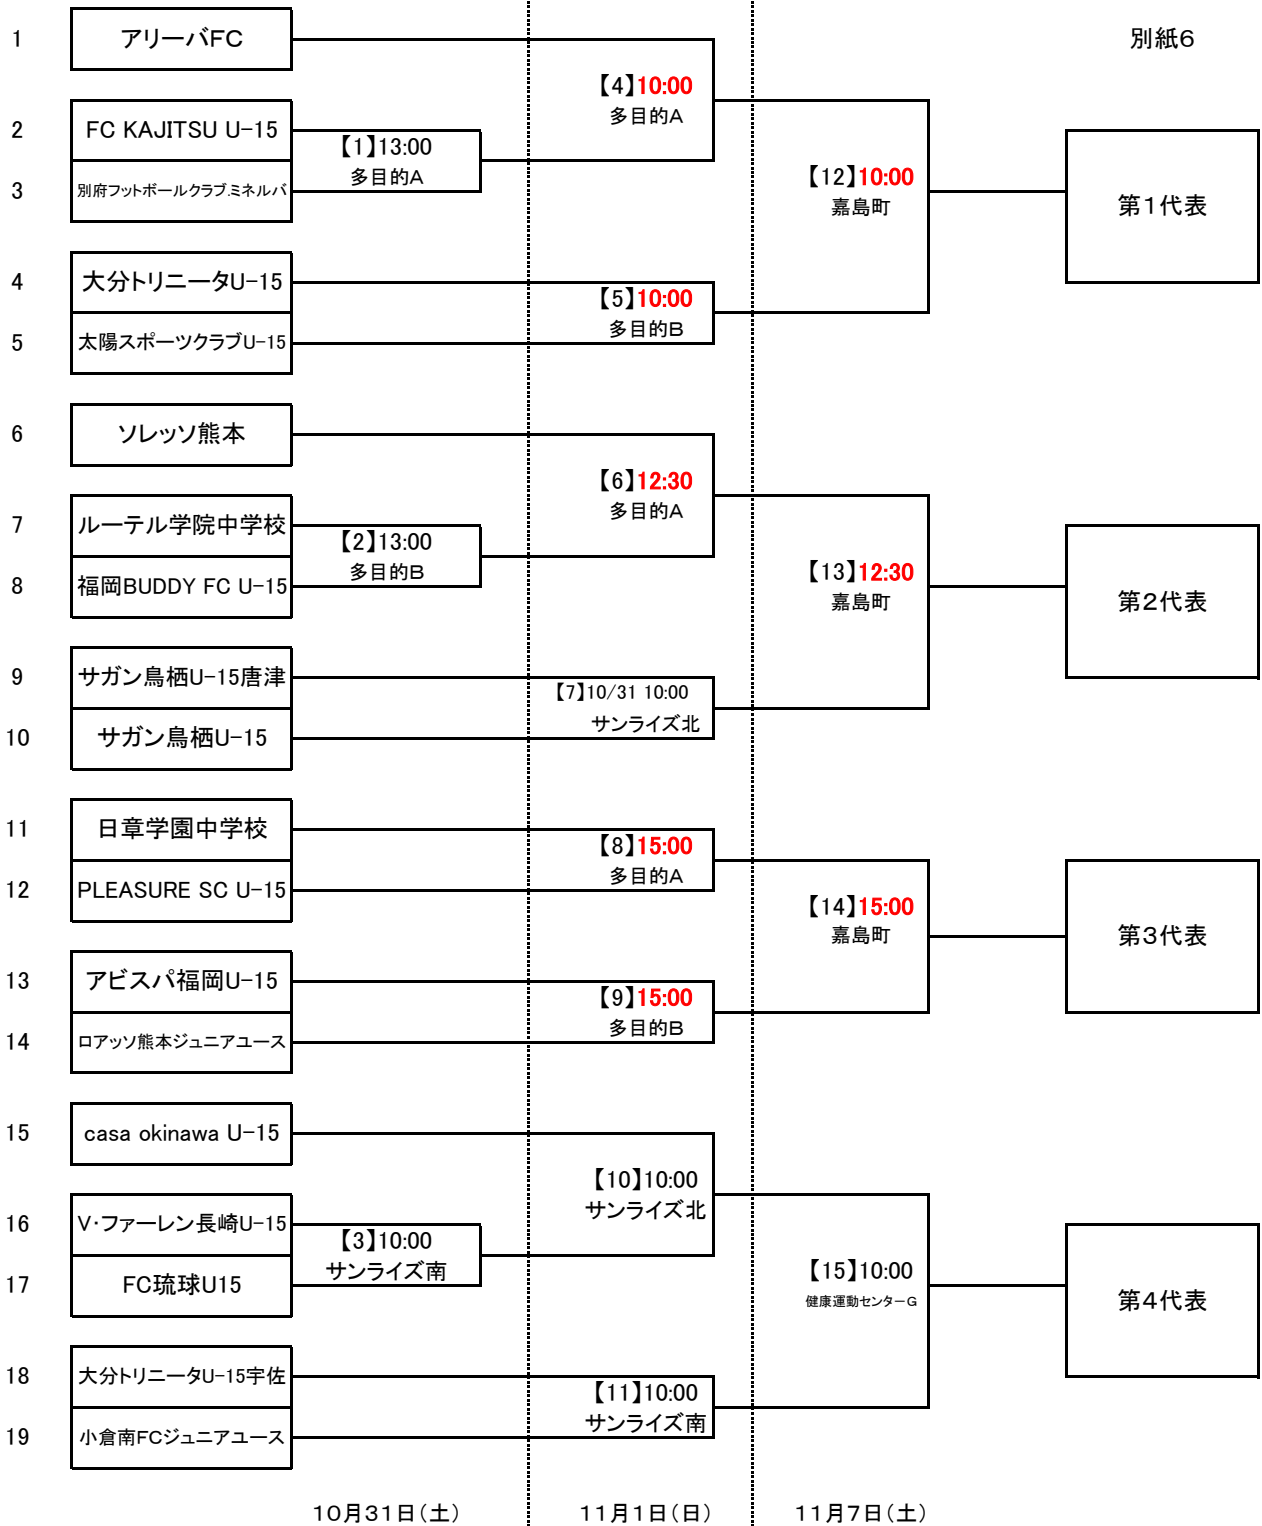 別紙6
1 アリーバFC
【4】10:00
多目的A
2 FC KAJITSU U-15
【1】13:00
多目的A
3 別府フットボールクラブ.ミネルバ
【12】10:00
嘉島町
第1代表
4 大分トリニータU-15
【5】10:00
多目的B
5 太陽スポーツクラブU-15
6 ソレッソ熊本
【6】12:30
多目的A
7 ルーテル学院中学校
【2】13:00
多目的B
8 福岡BUDDY FC U-15
【13】12:30
嘉島町
第2代表
9 サガン鳥栖U-15唐津
【7】10/31 10:00
サンライズ北
10 サガン鳥栖U-15
11 日章学園中学校
【8】15:00
多目的A
12 PLEASURE SC U-15
【14】15:00
嘉島町
第3代表
13 アビスパ福岡U-15
【9】15:00
多目的B
14 ロアッソ熊本ジュニアユース
15 casa okinawa U-15
【10】10:00
サンライズ北
16 V・ファーレン長崎U-15
【3】10:00
サンライズ南
17 FC琉球U15
【15】10:00
健康運動センターG
第4代表
18 大分トリニータU-15宇佐
【11】10:00
サンライズ南
19 小倉南FCジュニアユース
10月31日(土) 11月1日(日) 11月7日(土)